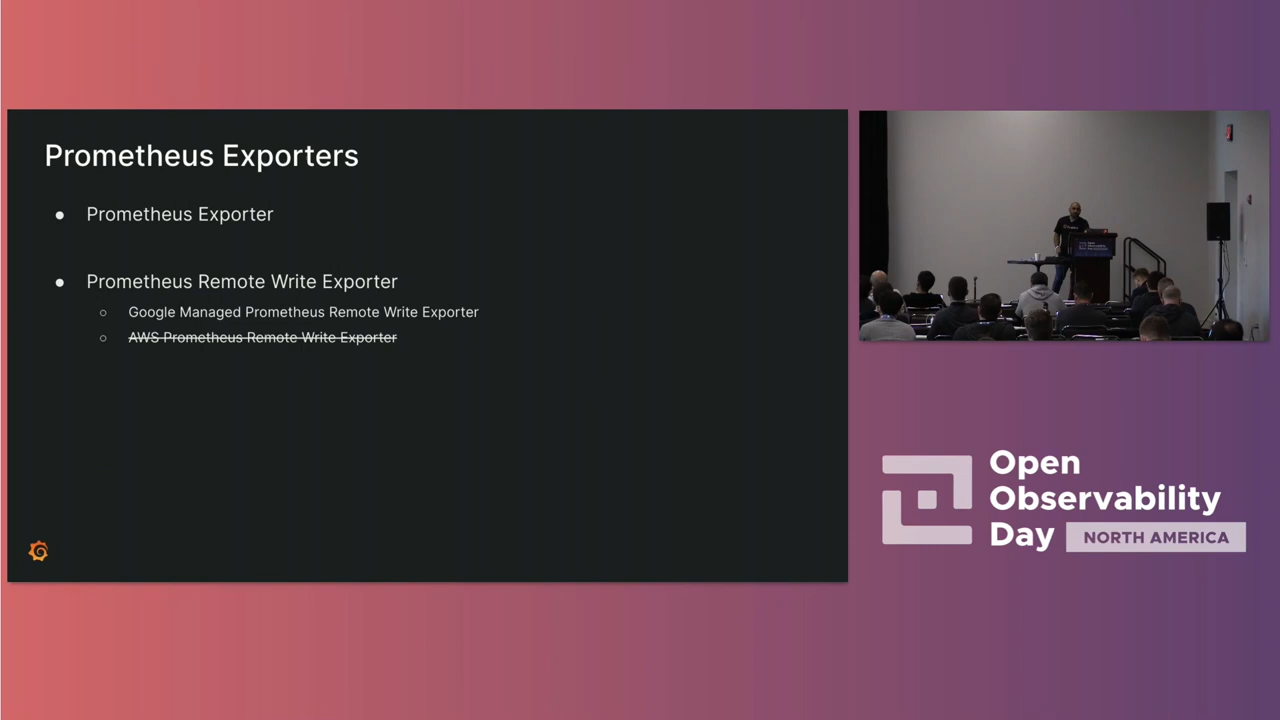 Prometheus Exporters
● Prometheus Exporter
● Prometheus Remote Write Exporter
○ Google Managed Prometheus Remote Write Exporter
○ AWS Prometheus Remote Write Exporter
Open
Observability
Day NORTH AMERICA